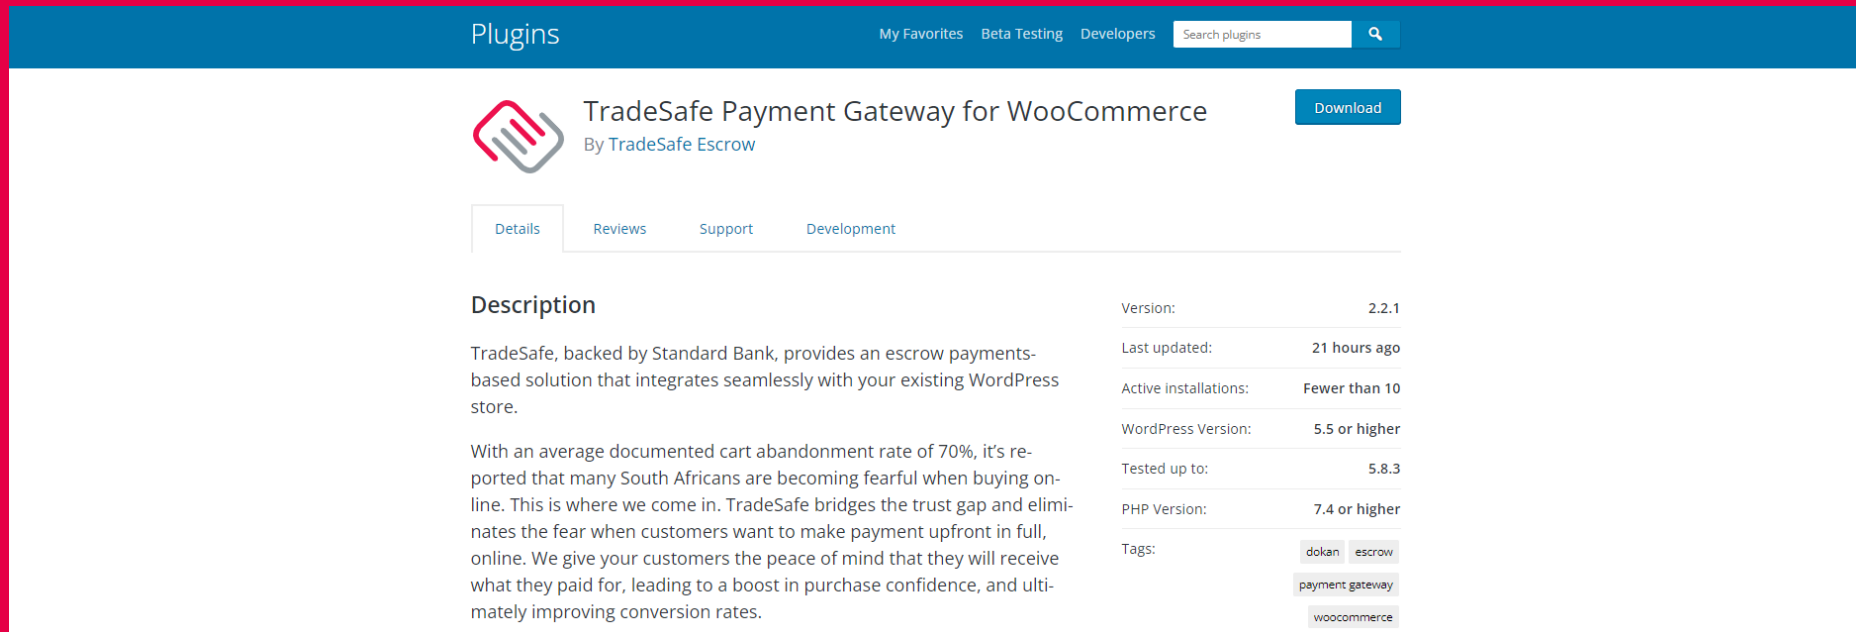 Plugins
My Favorites Beta Testing Developers Search plugins
TradeSafe Payment Gateway for WooCommerce
Download
By TradeSafe Escrow
Details Reviews Support Development
Description
TradeSafe, backed by Standard Bank, provides an escrow payments-
based solution that integrates seamlessly with your existing WordPress
store.
With an average documented cart abandonment rate of 70%, it’s re-
ported that many South Africans are becoming fearful when buying on-
line. This is where we come in. TradeSafe bridges the trust gap and elimi-
nates the fear when customers want to make payment upfront in full,
online. We give your customers the peace of mind that they will receive
what they paid for, leading to a boost in purchase confidence, and ulti-
mately improving conversion rates.
Version: 2.2.1
Last updated: 21 hours ago
Active installations: Fewer than 10
WordPress Version: 5.5 or higher
Tested up to: 5.8.3
PHP Version: 7.4 or higher
Tags: dokan escrow
payment gateway
woocommerce